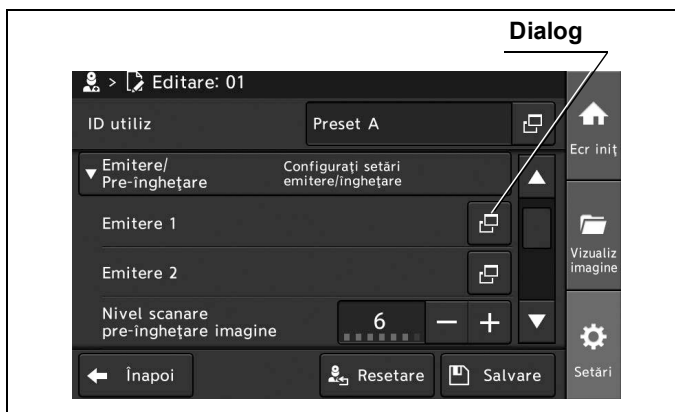 Dialog
> Editare: 01
ID utiliz Preset A
Ecr iniț
▼ Emitere/
Pre-înghețare
Configurați setări
emitere/înghețare
Emitere 1
Emitere 2
Vizualiz
imagine
Nivel scanare
pre-înghețare imagine
6 − +
Înapoi Resetare Salvare
Setări